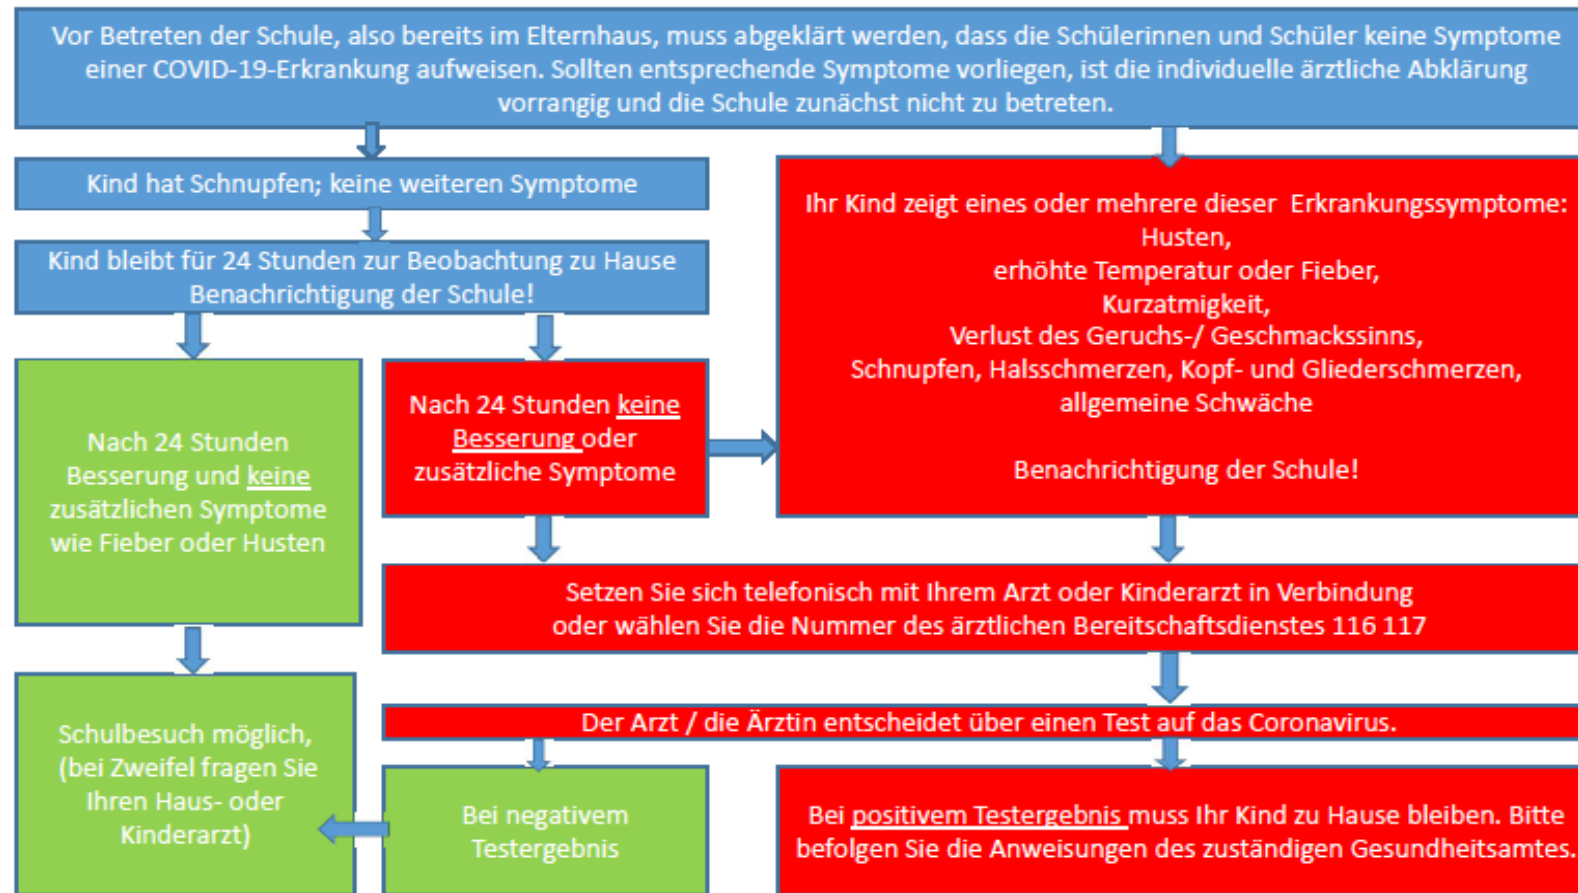 Vor Betreten der Schule, also bereits im Elternhaus, muss abgeklärt werden, dass die Schülerinnen und Schüler keine Symptome
einer COVID-19-Erkrankung aufweisen. Sollten entsprechende Symptome vorliegen, ist die individuelle ärztliche Abklärung
vorrangig und die Schule zunächst nicht zu betreten.
Kind hat Schnupfen; keine weiteren Symptome
Kind bleibt für 24 Stunden zur Beobachtung zu Hause
Benachrichtigung der Schule!
Nach 24 Stunden
Besserung und keine
zusätzlichen Symptome
wie Fieber oder Husten
Nach 24 Stunden keine
Besserung oder
zusätzliche Symptome
Ihr Kind zeigt eines oder mehrere dieser Erkrankungssymptome:
Husten,
erhöhte Temperatur oder Fieber,
Kurzatmigkeit,
Verlust des Geruchs-/ Geschmackssinns,
Schnupfen, Halsschmerzen, Kopf- und Gliederschmerzen,
allgemeine Schwäche
Benachrichtigung der Schule!
Setzen Sie sich telefonisch mit Ihrem Arzt oder Kinderarzt in Verbindung
oder wählen Sie die Nummer des ärztlichen Bereitschaftsdienstes 116 117
Der Arzt / die Ärztin entscheidet über einen Test auf das Coronavirus.
Schulbesuch möglich,
(bei Zweifel fragen Sie
Ihren Haus- oder
Kinderarzt)
Bei negativem
Testergebnis
Bei positivem Testergebnis muss Ihr Kind zu Hause bleiben. Bitte
befolgen Sie die Anweisungen des zuständigen Gesundheitsamtes.